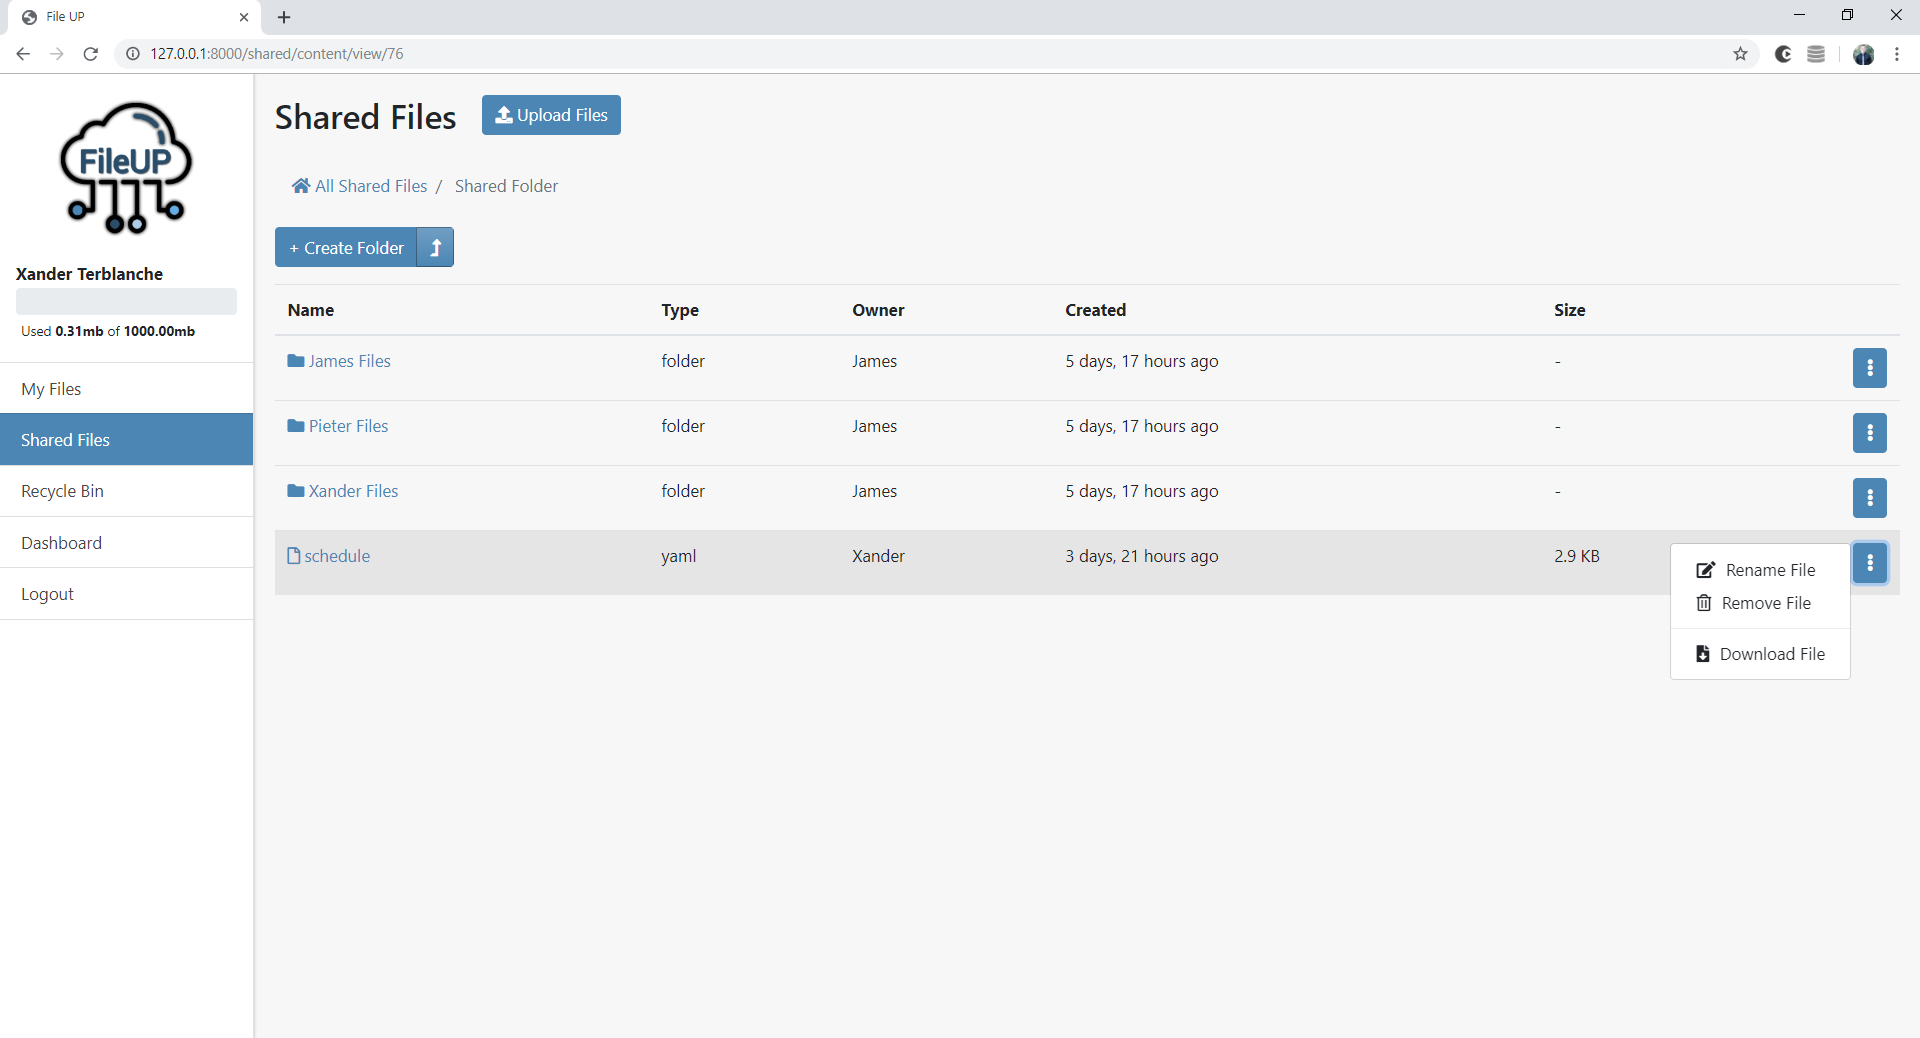 File UP
127.0.0.1:8000/shared/content/view/76
FileUP
Xander Terblanche
Used 0.31mb of 1000.00mb
My Files
Shared Files
Recycle Bin
Dashboard
Logout
Shared Files
Upload Files
All Shared Files / Shared Folder
+ Create Folder
Name Type Owner Created Size
James Files folder James 5 days, 17 hours ago -
Pieter Files folder James 5 days, 17 hours ago -
Xander Files folder James 5 days, 17 hours ago -
schedule yaml Xander 3 days, 21 hours ago 2.9 KB
Rename File
Remove File
Download File